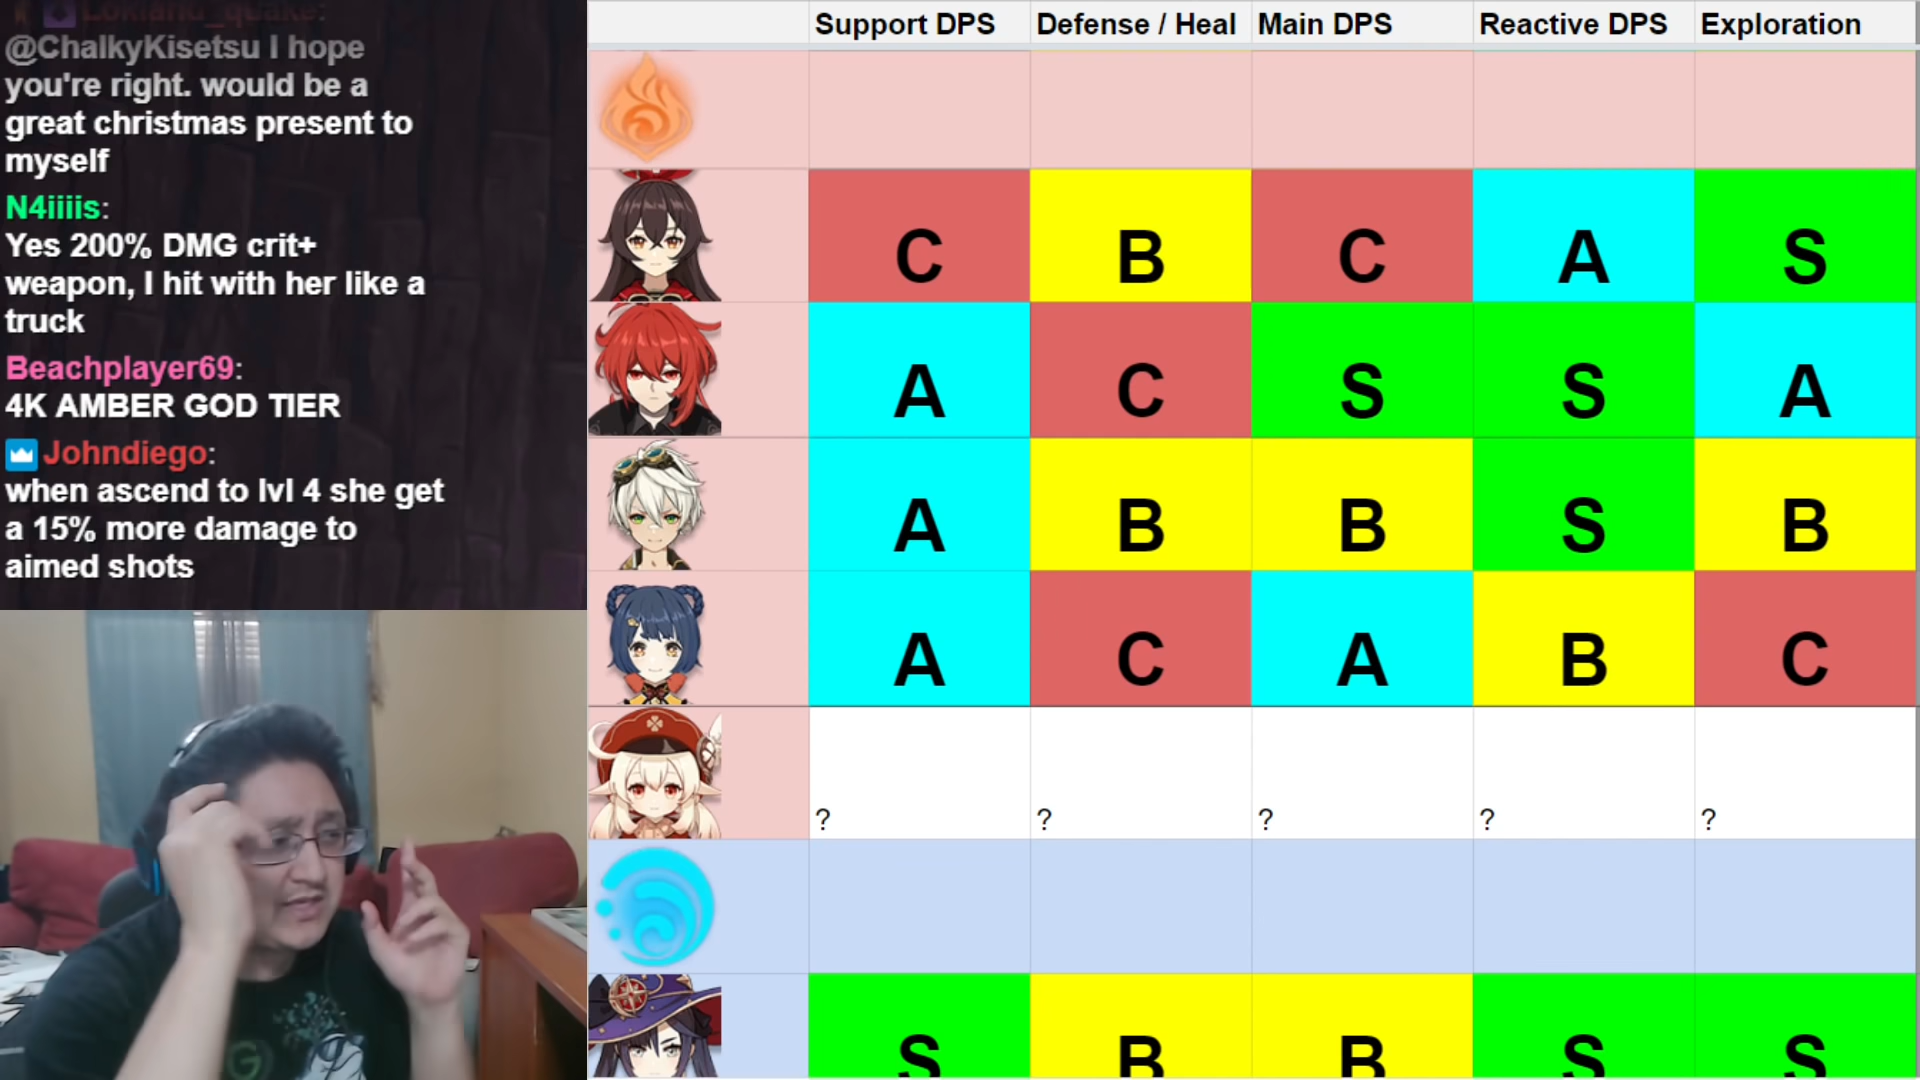 Lokland_quake:
@ChalkyKisetsu I hope
you're right. would be a
great christmas present to
myself
N4iiiis:
Yes 200% DMG crit+
weapon, I hit with her like a
truck
Beachplayer69:
4K AMBER GOD TIER
Johndiego:
when ascend to lvl 4 she get
a 15% more damage to
aimed shots
Support DPS Defense / Heal Main DPS Reactive DPS Exploration
C B C A S
A C S S A
A B B S B
A C A B C
? ? ? ? ?
S B B S S